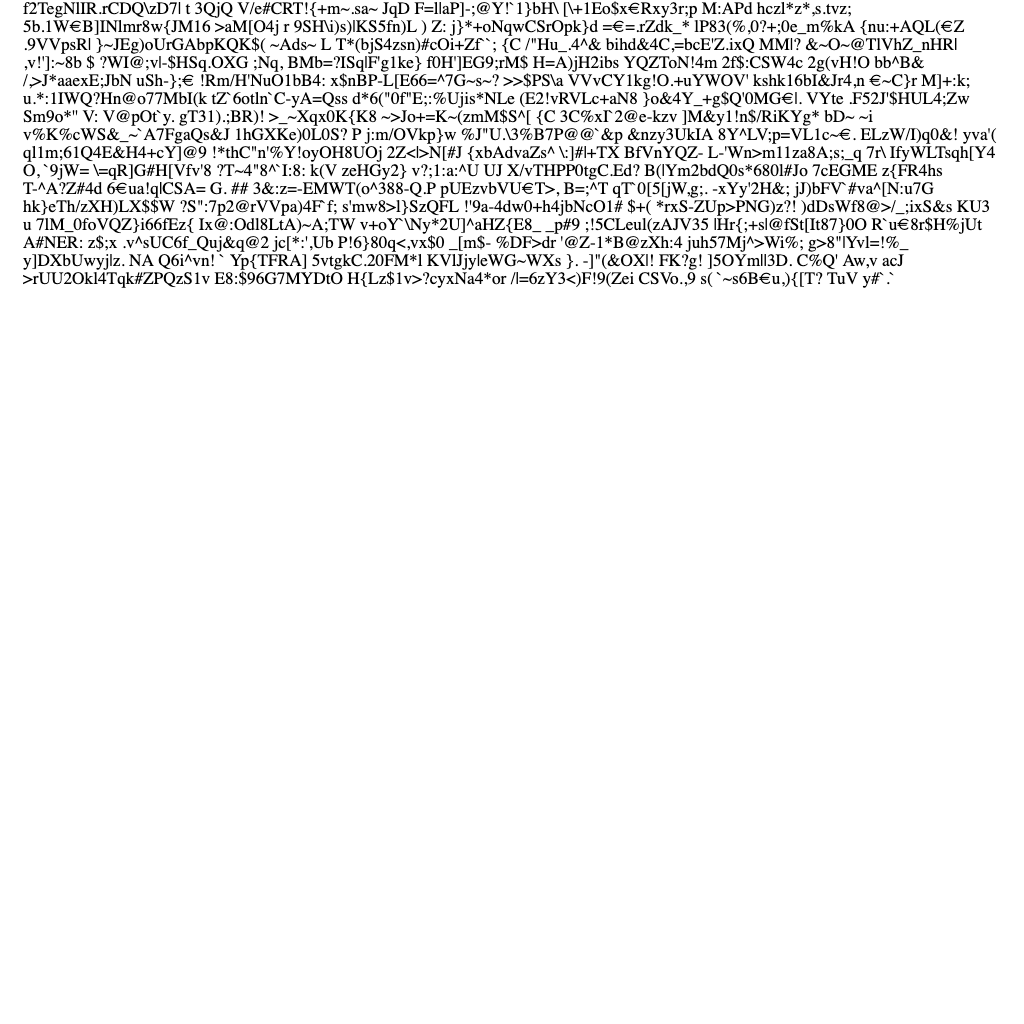 f2TegNlIR.rCDQ\zD7| t 3QjQ V/e#CRT!{+m~.sa~ JqD F=l|aP]-;@Y!`1}bH\ [\+1Eo$x€Rxy3r;p M:APd hczl*z*,s.tvz;
5b.1W€B]INlmr8w{JM16 >aM[O4j r 9SH\i)s)|KS5fn)L ) Z: j}*+oNqwCSrOpk}d =€=.rZdk_* lP83(%,0?+;0e_m%kA {nu:+AQL(€Z
.9VVpsR| }~JEg)oUrGAbpKQK$( ~Ads~ L T*(bjS4zsn)#cOi+Zf``; {C /"Hu_.4^& bihd&4C,=bcE'Z.ixQ MM|? &~O~@T|VhZ_nHR|
,v!']:~8b $ ?WI@;v|-$HSq.OXG ;Nq, BMb=?ISq|F'g1ke} f0H']EG9;rM$ H=A)jH2ibs YQZToN!4m 2f$:CSW4c 2g(vH!O bb^B&
/,>J*aaexE;JbN uSh-};€ !Rm/H'NuO1bB4: x$nBP-L[E66=^7G~s~? >>$PS\a VVvCY1kg!O.+uYWOV' kshk16bI&Jr4,n €~C}r M]+:k;
u.*:1IWQ?Hn@o77MbI(k tZ`6otln`C-yA=Qss d*6("0f"E;:%Ujis*NLe (E2!vRVLc+aN8 }o&4Y_+g$Q'0MG€|. VYte .F52J'$HUL4;Zw
Sm9o*" V: V@pOt`y. gT31).;BR)! >_~Xqx0K{K8 ~>Jo+=K~(zmM$S^[ {C 3C%xI`2@e-kzv ]M&y1!n$/RiKYg* bD~ ~i
v%K%cWS&_~`A7FgaQs&J 1hGXKe)0L0S? P j:m/OVkp}w %J"U.\3%B7P@@`&p &nzy3UkIA 8Y^LV;p=VL1c~€. ELzW/I)q0&! yva'(
ql1m;61Q4E&H4+cY]@9 !*thC"n'%Y!oyOH8UOj 2Z<|>N[#J {xbAdvaZs^ \:]#|+TX BfVnYQZ- L-'Wn>m11za8A;s;_q 7r\ IfyWLTsqh[Y4
O, `9jW= \=qR]G#H[Vfv'8 ?T~4"8^`I:8: k(V zeHGy2} v?;1:a:^U UJ X/vTHPP0tgC.Ed? B(|Ym2bdQ0s*680l#Jo 7cEGME z{FR4hs
T-^A?Z#4d 6€ua!q|CSA= G. ## 3&:z=-EMWT(o^388-Q.P pUEzvbVU€T>, B=;^T qT`0[5[jW,g;. -xYy'2H&; jJ)bFV`#va^[N:u7G
hk}eTh/zXH)LX$$W ?S":7p2@rVVpa)4F`f; s'mw8>l}SzQFL !'9a-4dw0+h4jbNcO1# $+( *rxS-ZUp>PNG)z?! )dDsWf8@>/_;ixS&s KU3
u 7lM_0foVQZ}i66fEz{ Ix@:Odl8LtA)~A;TW v+oY`\Ny*2U]^aHZ{E8_ _p#9 ;!5CLeuI(zAJV35 |Hr{;+s|@fSt[It87}0O R`u€8r$H%jUt
A#NER: z$;x .v^sUC6f_Quj&q@2 jc[*:',Ub P!6}80q<,vx$0 _[m$- %DF>dr '@Z-1*B@zXh:4 juh57Mj^>Wi%; g>8"|Yvl=!%_
y]DXbUwyj|z. NA Q6i^vn! ` Yp{TFRA] 5vtgkC.20FM*l KVlJjy|eWG~WXs }. -]"(&OX|! FK?g! ]5OYm||3D. C%Q' Aw,v acJ
>rUU2Okl4Tqk#ZPQzS1v E8:$96G7MYDtO H{Lz$1v>?cyxNa4*or /|=6zY3<)F!9(Zei CSVo.,9 s( `~s6B€u,){[T? TuV y#`.`